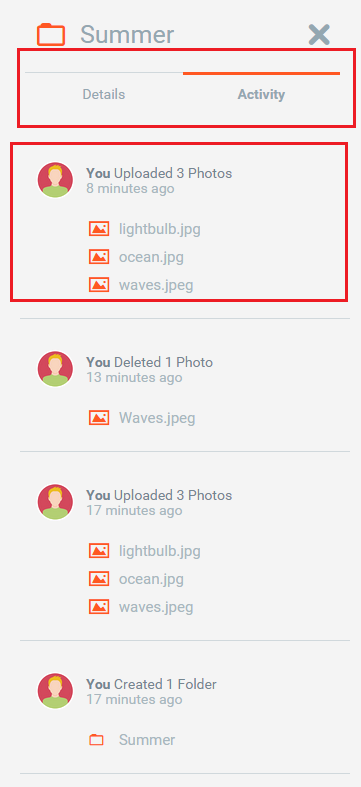 Summer
Details Activity
You Uploaded 3 Photos
8 minutes ago
lightbulb.jpg
ocean.jpg
waves.jpeg
You Deleted 1 Photo
13 minutes ago
Waves.jpeg
You Uploaded 3 Photos
17 minutes ago
lightbulb.jpg
ocean.jpg
waves.jpeg
You Created 1 Folder
17 minutes ago
Summer